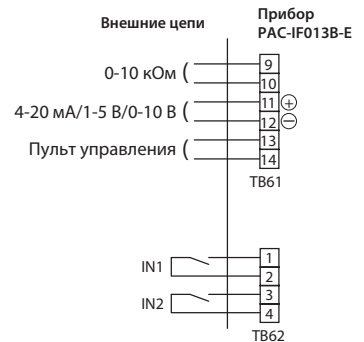 Внешние цепи
Прибор
PAC-IF013B-E
0-10 кОм (
9
10
4-20 мА/1-5 В/0-10 В (
11 +
12 −
Пульт управления (
13
14
TB61
IN1
1
2
IN2
3
4
TB62